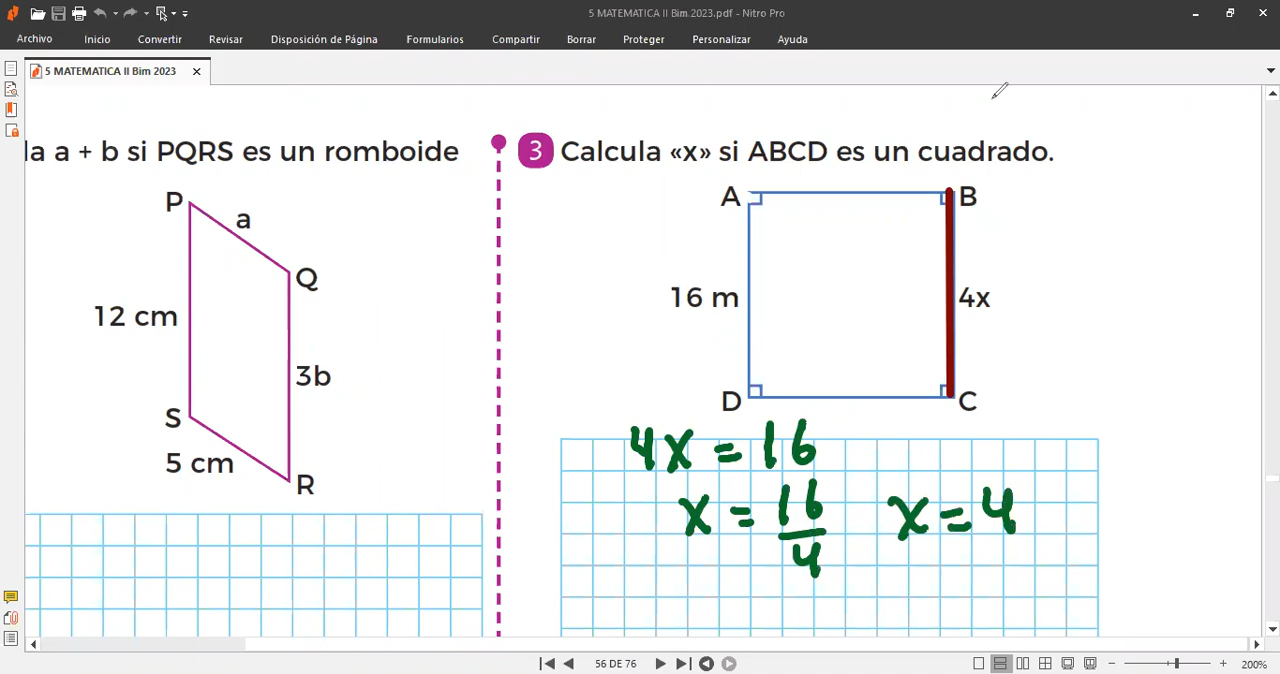 5 MATEMATICA II Bim 2023.pdf - Nitro Pro
Archivo Inicio Convertir Revisar Disposición de Página Formularios Compartir Borrar Proteger Personalizar Ayuda
5 MATEMATICA II Bim 2023
la a + b si PQRS es un romboide
P
a
Q
12 cm
3b
S
5 cm
R
3 Calcula «x» si ABCD es un cuadrado.
A B
16 m 4x
D C
4x = 16
x = 16/4 x = 4
56 DE 76
200%